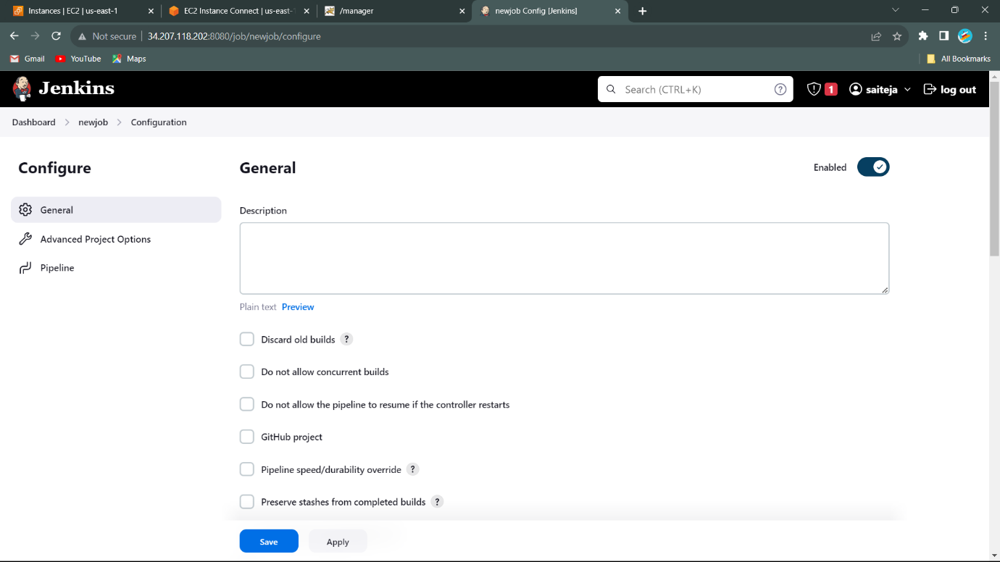 Instances | EC2 | us-east-1
EC2 Instance Connect | us-east-1
/manager
newjob Config [Jenkins]
Not secure
34.207.118.202:8080/job/newjob/configure
Gmail
YouTube
Maps
All Bookmarks
Jenkins
Search (CTRL+K)
?
1
saiteja
log out
Dashboard > newjob > Configuration
Configure
General
Enabled
General
Advanced Project Options
Pipeline
Description
Plain text Preview
Discard old builds ?
Do not allow concurrent builds
Do not allow the pipeline to resume if the controller restarts
GitHub project
Pipeline speed/durability override ?
Preserve stashes from completed builds ?
Save
Apply